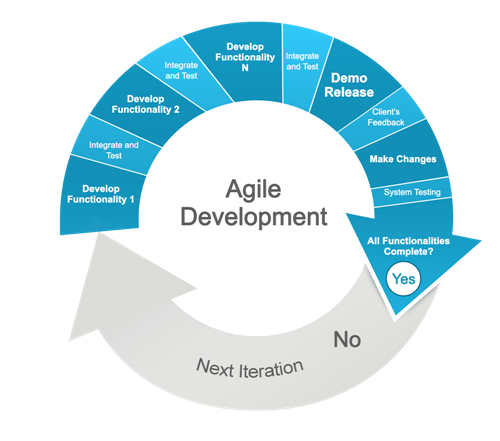 Develop
Functionality 1
Integrate and
Test
Develop
Functionality 2
Integrate
and Test
Develop
Functionality
N
Integrate
and Test
Demo
Release
Client's
Feedback
Make Changes
System Testing
All Functionalities
Complete?
Yes
No
Next Iteration
Agile
Development